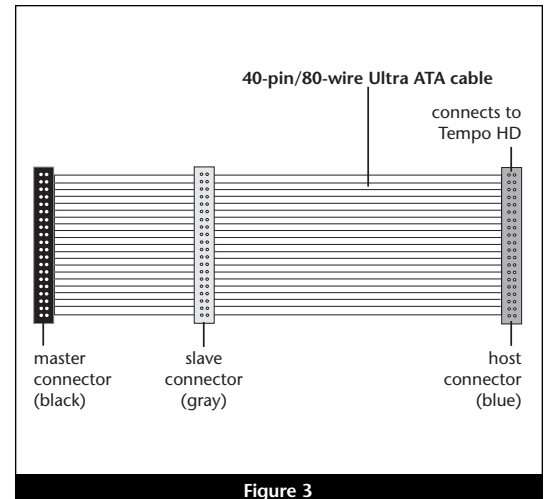 40-pin/80-wire Ultra ATA cable
connects to
Tempo HD
master
connector
(black)
slave
connector
(gray)
host
connector
(blue)
Figure 3